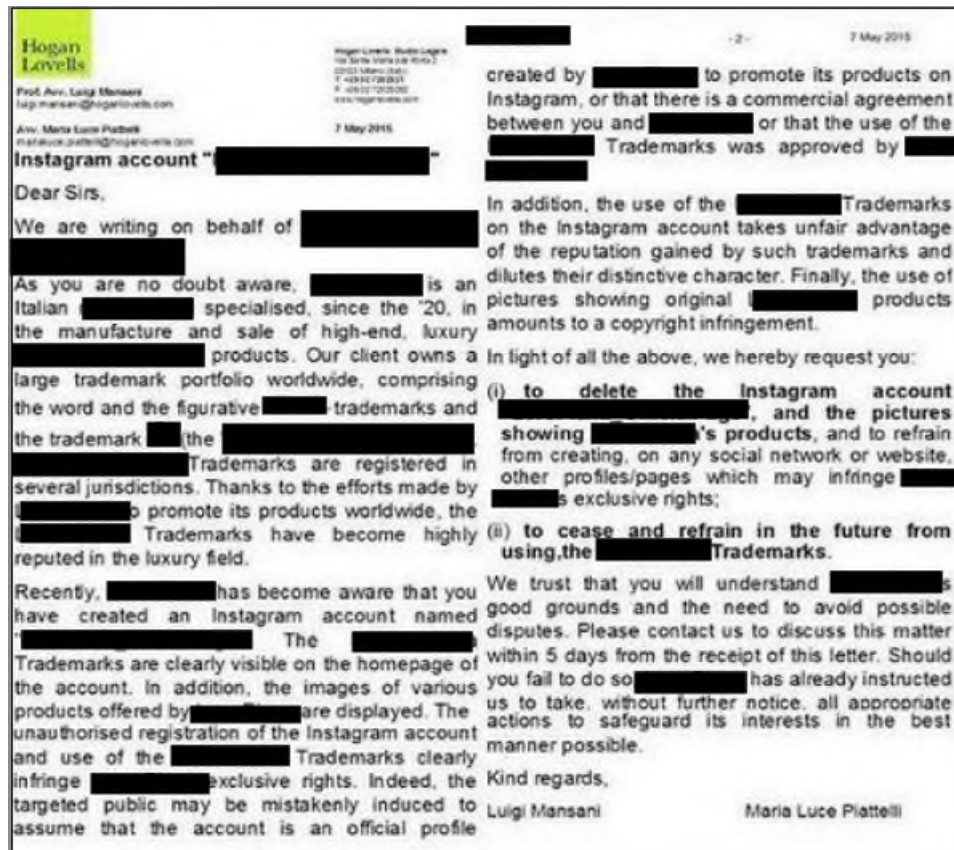 Hogan
Lovells
Prof. Avv. Luigi Mansani
luigi.mansani@hoganlovells.com
Avv. Maria Luce Piattelli
marialuce.piattelli@hoganlovells.com
Hogan Lovells Studio Legale
7 May 2015
Instagram account "
"
Dear Sirs,
We are writing on behalf of
As you are no doubt aware, is an
Italian specialised, since the '20, in
the manufacture and sale of high-end, luxury
products. Our client owns a
large trademark portfolio worldwide, comprising
the word and the figurative trademarks and
the trademark (the
Trademarks are registered in
several jurisdictions. Thanks to the efforts made by
o promote its products worldwide, the
Trademarks have become highly
reputed in the luxury field.
Recently, has become aware that you
have created an Instagram account named
" The
Trademarks are clearly visible on the homepage of
the account. In addition, the images of various
products offered by are displayed. The
unauthorised registration of the Instagram account
and use of the Trademarks clearly
infringe exclusive rights. Indeed, the
targeted public may be mistakenly induced to
assume that the account is an official profile
- 2 -
7 May 2015
created by to promote its products on
Instagram, or that there is a commercial agreement
between you and or that the use of the
Trademarks was approved by
In addition, the use of the Trademarks
on the Instagram account takes unfair advantage
of the reputation gained by such trademarks and
dilutes their distinctive character. Finally, the use of
pictures showing original products
amounts to a copyright infringement.
In light of all the above, we hereby request you:
(i) to delete the Instagram account
", and the pictures
showing 's products, and to refrain
from creating, on any social network or website,
other profiles/pages which may infringe
s exclusive rights;
(ii) to cease and refrain in the future from
using,the Trademarks.
We trust that you will understand s
good grounds and the need to avoid possible
disputes. Please contact us to discuss this matter
within 5 days from the receipt of this letter. Should
you fail to do so has already instructed
us to take, without further notice, all appropriate
actions to safeguard its interests in the best
manner possible.
Kind regards,
Luigi Mansani Maria Luce Piattelli